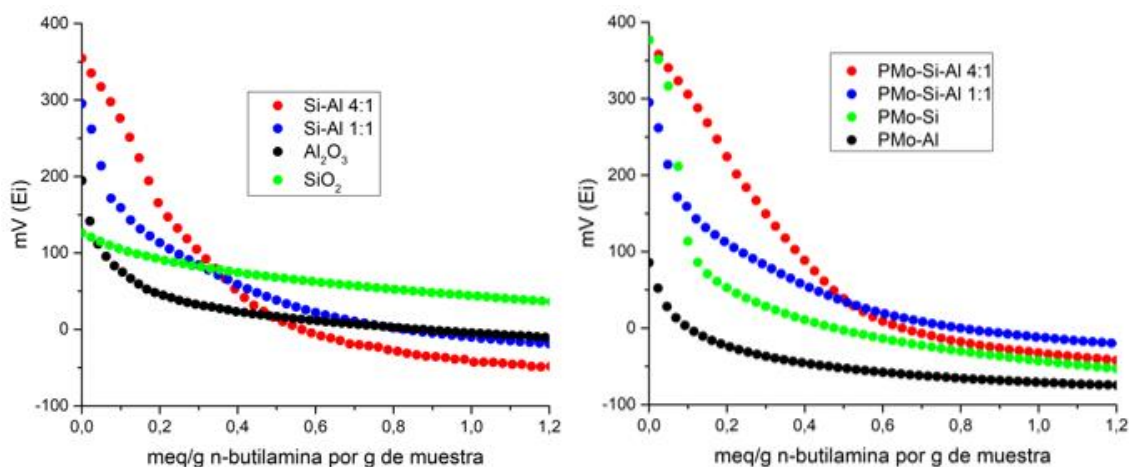 400
300
200
100
0
-100
mV (Ei)
Si-Al 4:1
Si-Al 1:1
Al₂O₃
SiO₂
0,0 0,2 0,4 0,6 0,8 1,0 1,2
meq/g n-butilamina por g de muestra
400
300
200
100
0
-100
mV (Ei)
PMo-Si-Al 4:1
PMo-Si-Al 1:1
PMo-Si
PMo-Al
0,0 0,2 0,4 0,6 0,8 1,0 1,2
meq/g n-butilamina por g de muestra